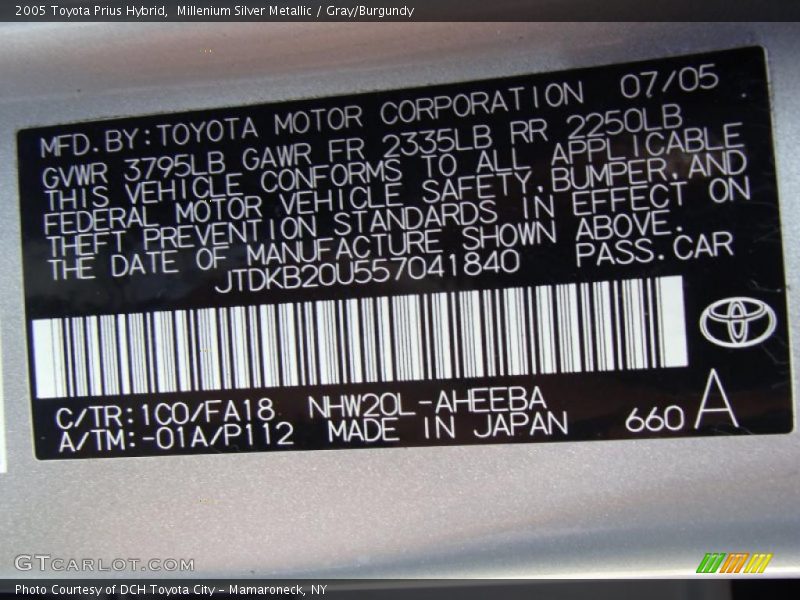 2005 Toyota Prius Hybrid,  Millenium Silver Metallic / Gray/Burgundy
MFD.BY:TOYOTA MOTOR CORPORATION 07/05
GVWR 3795LB GAWR FR 2335LB RR 2250LB
THIS VEHICLE CONFORMS TO ALL APPLICABLE
FEDERAL MOTOR VEHICLE SAFETY,BUMPER,AND
THEFT PREVENTION STANDARDS IN EFFECT ON
THE DATE OF MANUFACTURE SHOWN ABOVE.
JTDKB20U557041840 PASS.CAR
C/TR:1C0/FA18 NHW20L-AHEEBA
A/TM:-01A/P112 MADE IN JAPAN 660 A
GTCARLOT.COM
Photo Courtesy of DCH Toyota City - Mamaroneck, NY